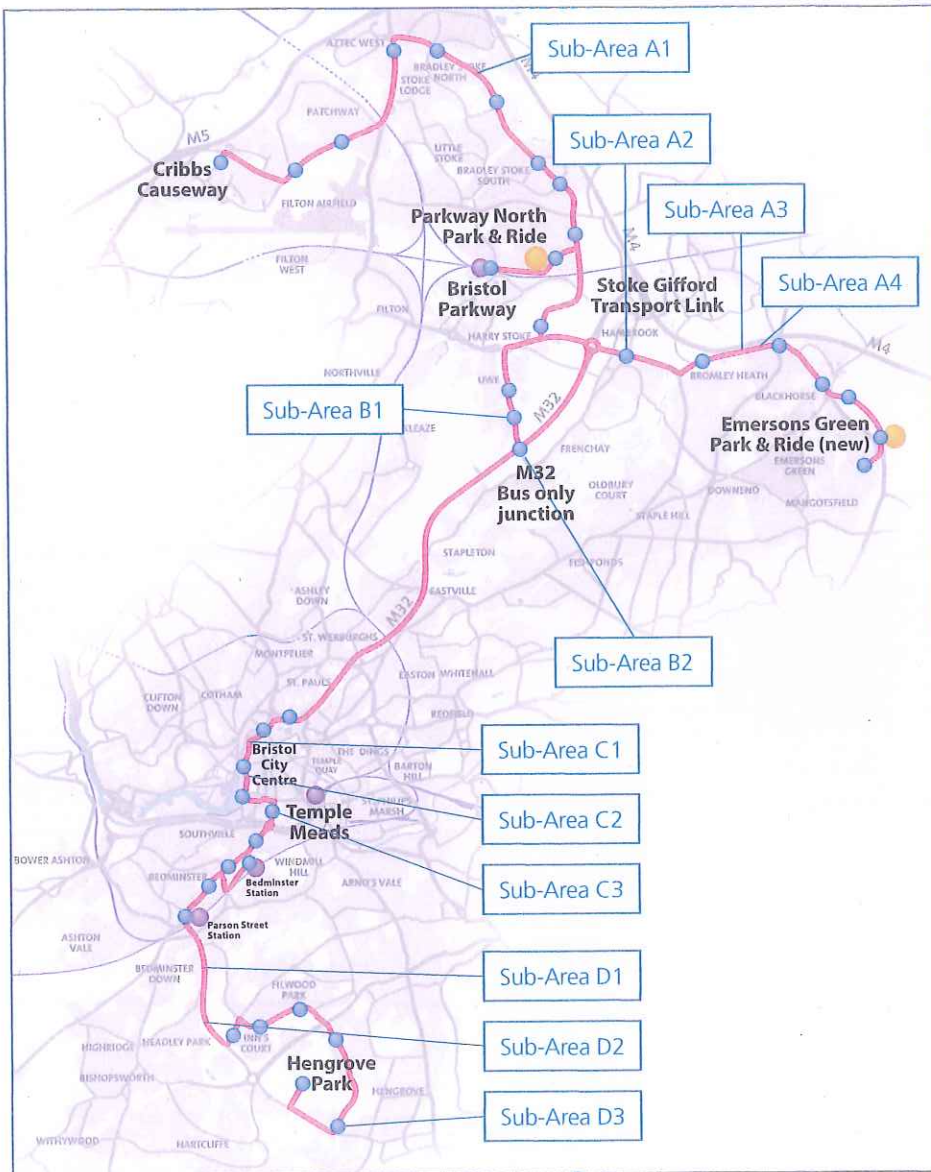 AZTEC WEST
Sub-Area A1
BRADLEY STOKE
NORTH
STOKE
LODGE
M4
PATCHWAY
Sub-Area A2
M5
LITTLE
STOKE
Cribbs
Causeway
BRADLEY STOKE
SOUTH
Sub-Area A3
FILTON AIRFIELD
Parkway North
Park & Ride
M4
FILTON
WEST
Sub-Area A4
Bristol
Parkway
Stoke Gifford
Transport Link
FILTON
HARRY STOKE
HAMBROOK
M4
BROMLEY HEATH
NORTHVILLE
UWE
BLACKHORSE
Sub-Area B1
M32
Emersons Green
Park & Ride (new)
FRENCHAY
M32
Bus only
junction
EMERSONS
GREEN
OLDBURY
COURT
DOWNEND
MANGOTSFIELD
STAPLE HILL
STAPLETON
FISHPONDS
ASHLEY
DOWN
EASTVILLE
M32
ST. WERBURGHS
MONTPELIER
Sub-Area B2
EASTON
WHITEHALL
ST. PAULS
CLIFTON
DOWN
COTHAM
REDFIELD
Sub-Area C1
Bristol
City
Centre
THE DINGS
TEMPLE
QUAY
BARTON
HILL
Sub-Area C2
ST. PHILIPS
MARSH
Temple
Meads
SOUTHVILLE
BOWER ASHTON
WINDMILL
HILL
BEDMINSTER
Bedminster
Station
ARNO'S VALE
Sub-Area C3
Parson Street
Station
ASHTON
VALE
Sub-Area D1
BEDMINSTER
DOWN
FILWOOD
PARK
HIGHRIDGE
HEADLEY PARK
INN'S
COURT
Sub-Area D2
Hengrove
Park
BISHOPSWORTH
HENGROVE
Sub-Area D3
WITHYWOOD
HARTCLIFFE